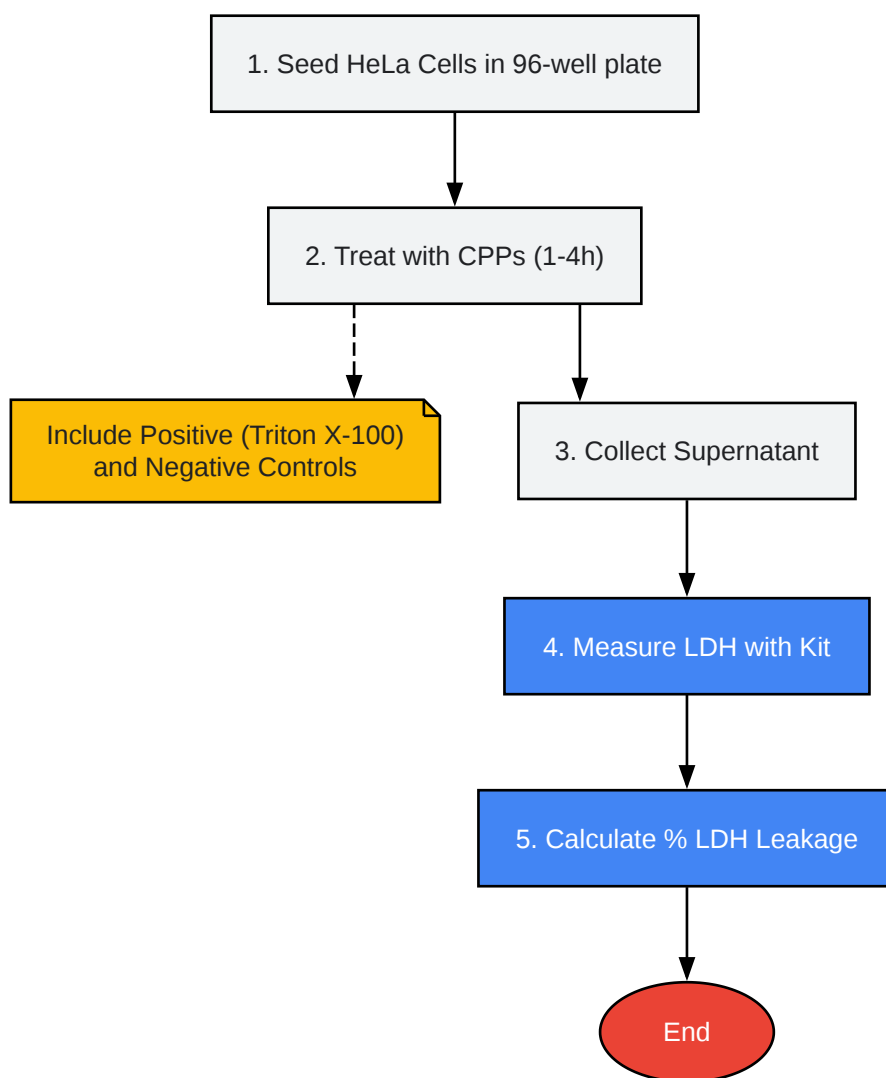 1. Seed HeLa Cells in 96-well plate
2. Treat with CPPs (1-4h)
Include Positive (Triton X-100)
and Negative Controls
3. Collect Supernatant
4. Measure LDH with Kit
5. Calculate % LDH Leakage
End